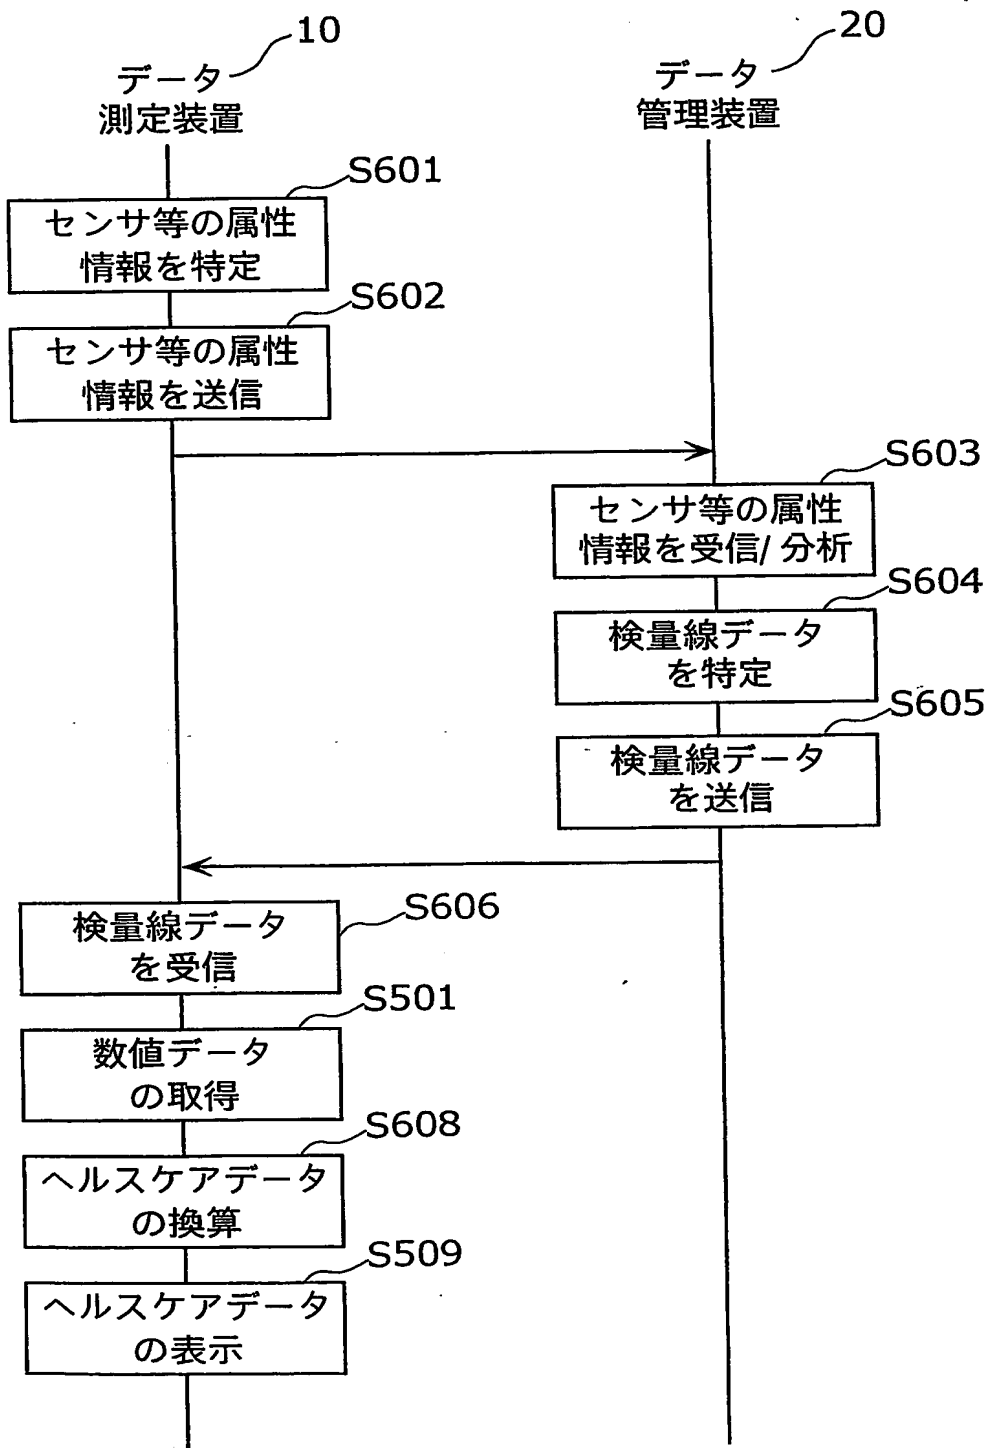 10
データ
測定装置
20
データ
管理装置
S601
センサ等の属性
情報を特定
S602
センサ等の属性
情報を送信
S603
センサ等の属性
情報を受信/分析
S604
検量線データ
を特定
S605
検量線データ
を送信
S606
検量線データ
を受信
S501
数値データ
の取得
S608
ヘルスケアデータ
の換算
S509
ヘルスケアデータ
の表示